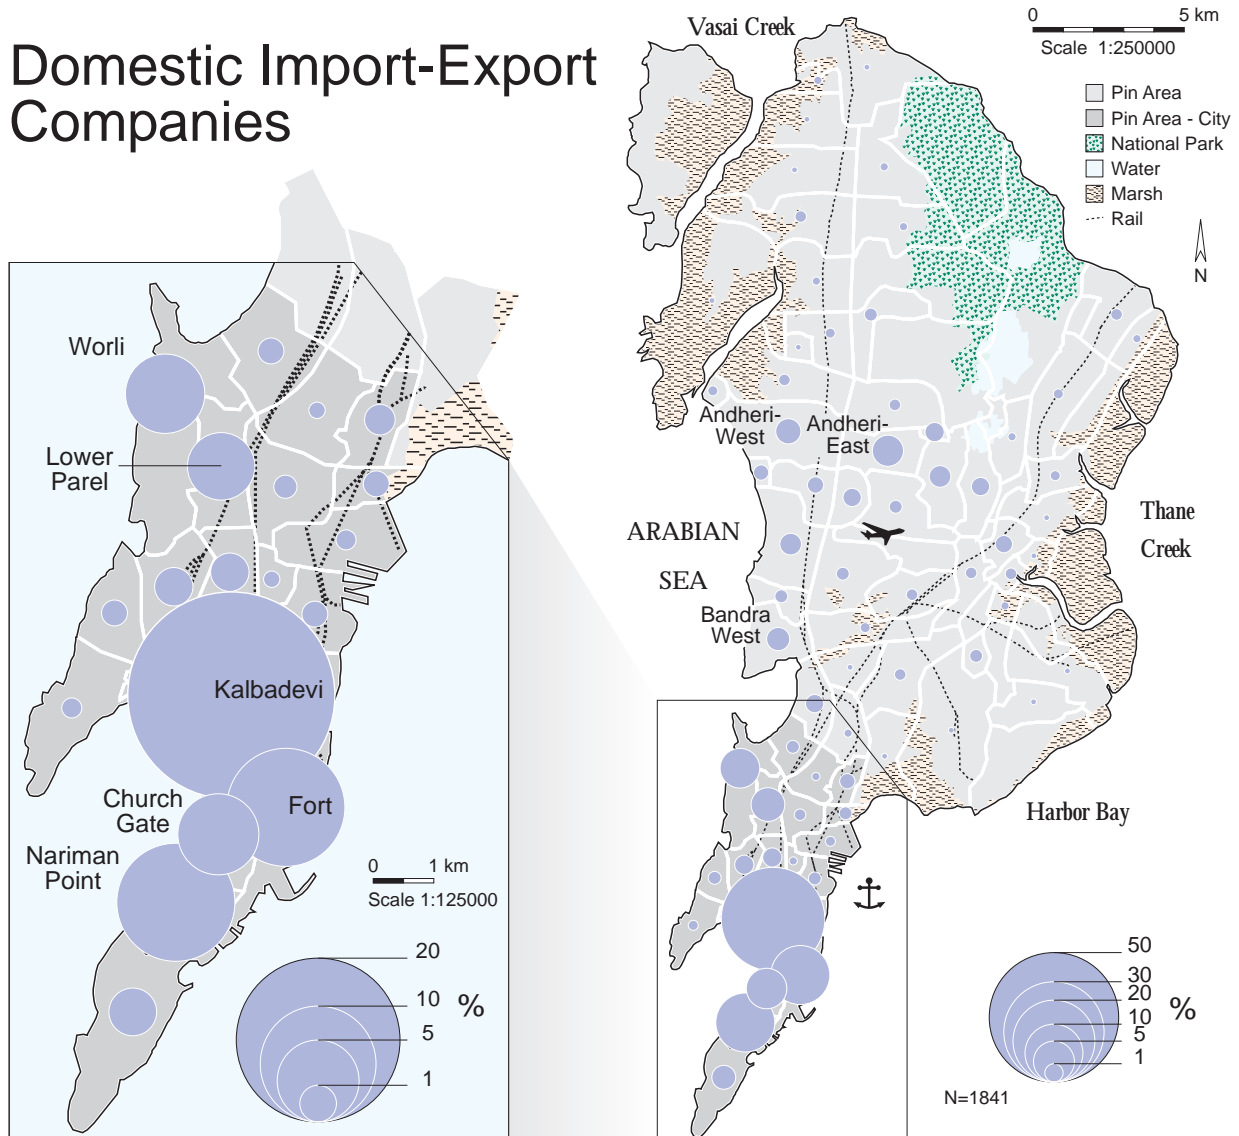 Domestic Import-Export
Companies
Vasai Creek
0 5 km
Scale 1:250000
Pin Area
Pin Area - City
National Park
Water
Marsh
Rail
N
Worli
Lower
Parel
Kalbadevi
Fort
Church
Gate
Nariman
Point
0 1 km
Scale 1:125000
20
10
5
1
%
Andheri-
West
Andheri-
East
ARABIAN
SEA
Bandra
West
Thane
Creek
Harbor Bay
50
30
20
10
5
1
%
N=1841